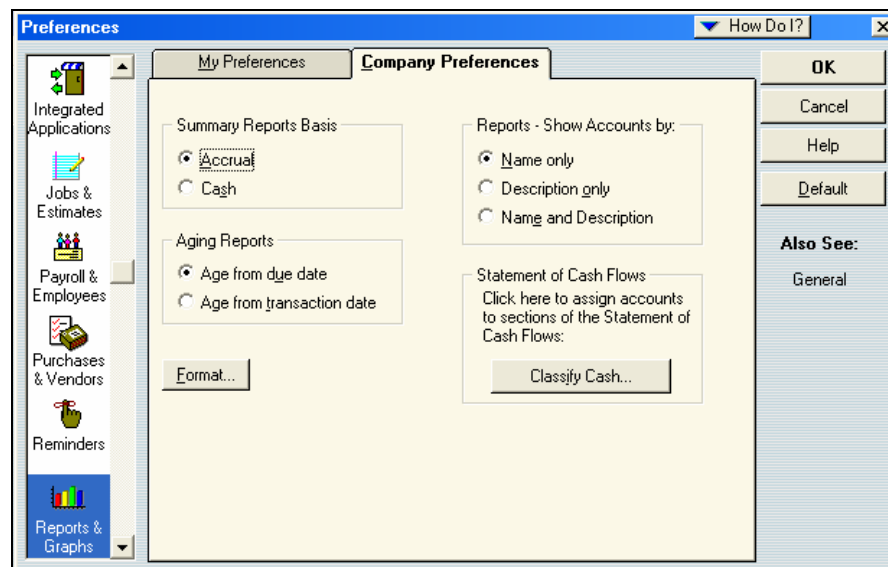 Preferences
How Do I?
Integrated
Applications
Jobs &
Estimates
Payroll &
Employees
Purchases
& Vendors
Reminders
Reports &
Graphs
My Preferences
Company Preferences
Summary Reports Basis
Accrual
Cash
Aging Reports
Age from due date
Age from transaction date
Format...
Reports - Show Accounts by:
Name only
Description only
Name and Description
Statement of Cash Flows
Click here to assign accounts
to sections of the Statement of
Cash Flows:
Classify Cash...
OK
Cancel
Help
Default
Also See:
General